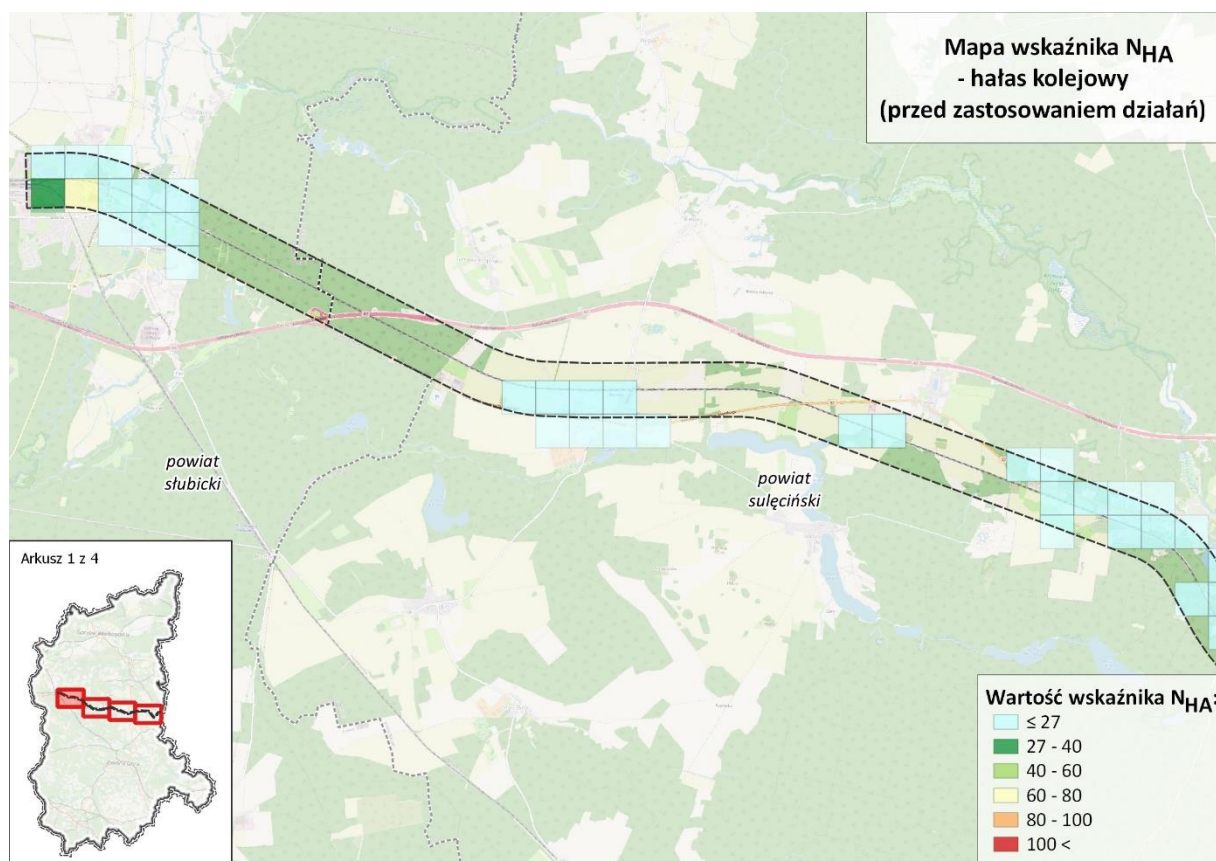 Mapa wskaźnika NHA
- hałas kolejowy
(przed zastosowaniem działań)
powiat
słubicki
powiat
sulęciński
Arkusz 1 z 4
Wartość wskaźnika NHA:
≤ 27
27 - 40
40 - 60
60 - 80
80 - 100
100 <